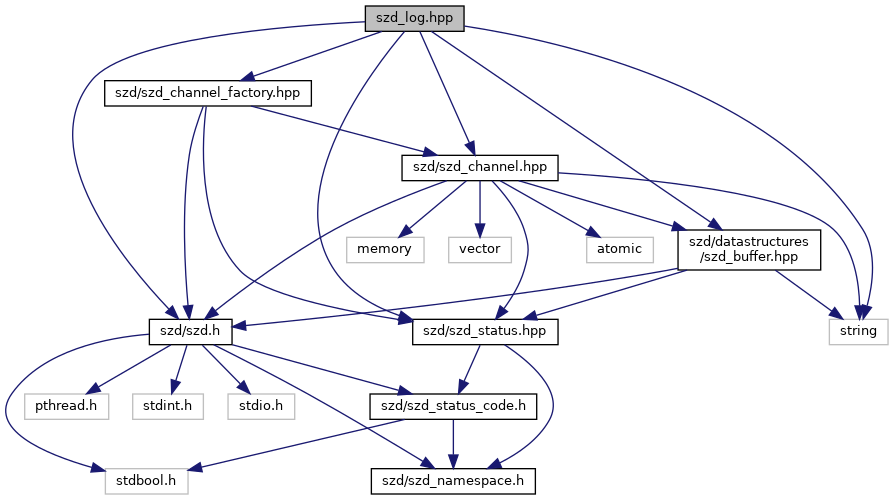 szd_log.hpp
szd/szd_channel_factory.hpp
szd/szd_channel.hpp
memory
vector
atomic
szd/datastructures
/szd_buffer.hpp
szd/szd.h
szd/szd_status.hpp
string
pthread.h
stdint.h
stdio.h
szd/szd_status_code.h
stdbool.h
szd/szd_namespace.h